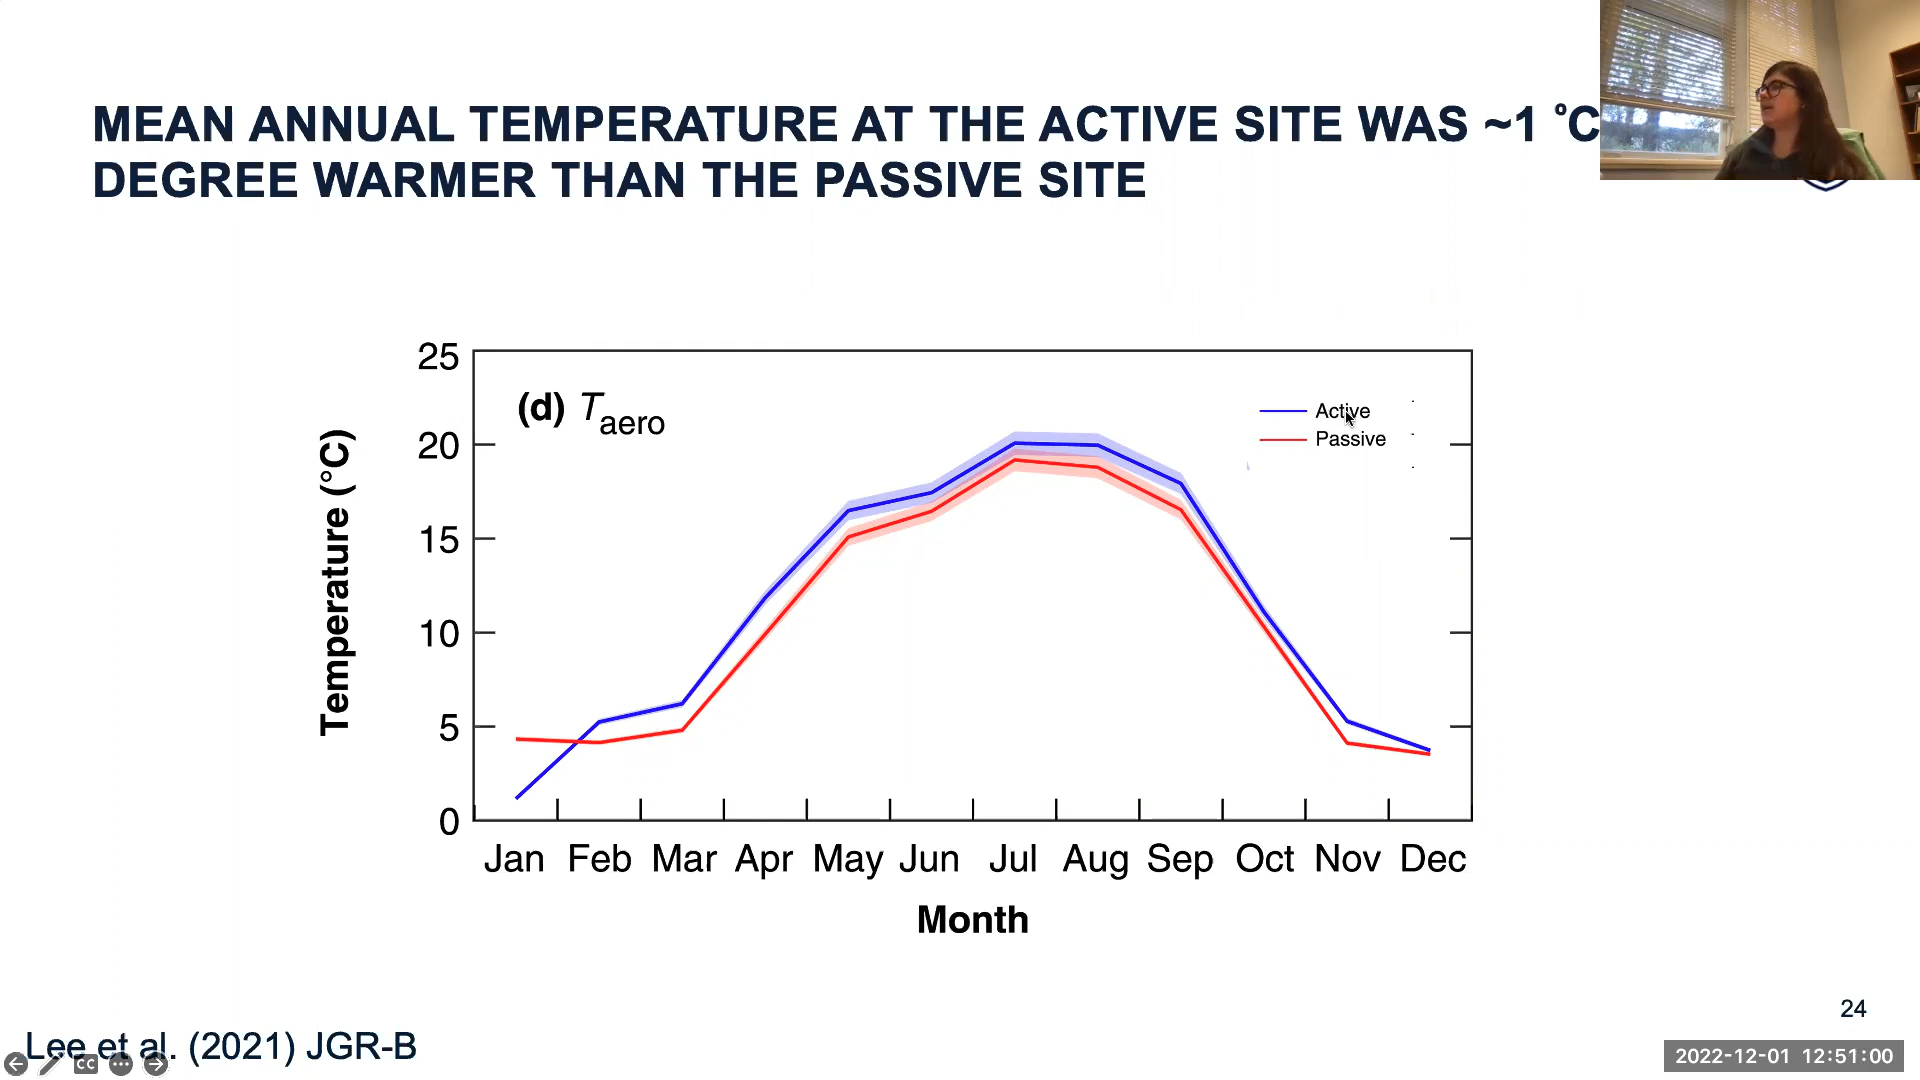 MEAN ANNUAL TEMPERATURE AT THE ACTIVE SITE WAS ~1 °C
DEGREE WARMER THAN THE PASSIVE SITE
25
20
15
10
5
0
Temperature (°C)
(d) Taero
Active
Passive
Jan Feb Mar Apr May Jun Jul Aug Sep Oct Nov Dec
Month
24
Lee et al. (2021) JGR-B
CC
2022-12-01 12:51:00